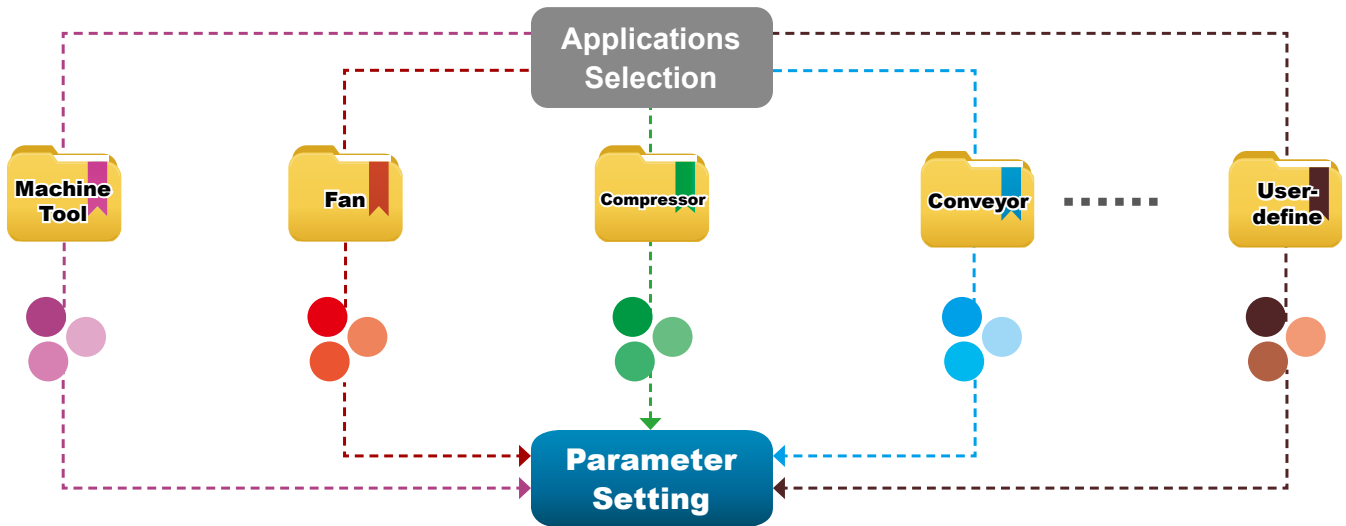 Applications
Selection
Machine
Tool
Fan
Compressor
Conveyor
User-
define
Parameter
Setting